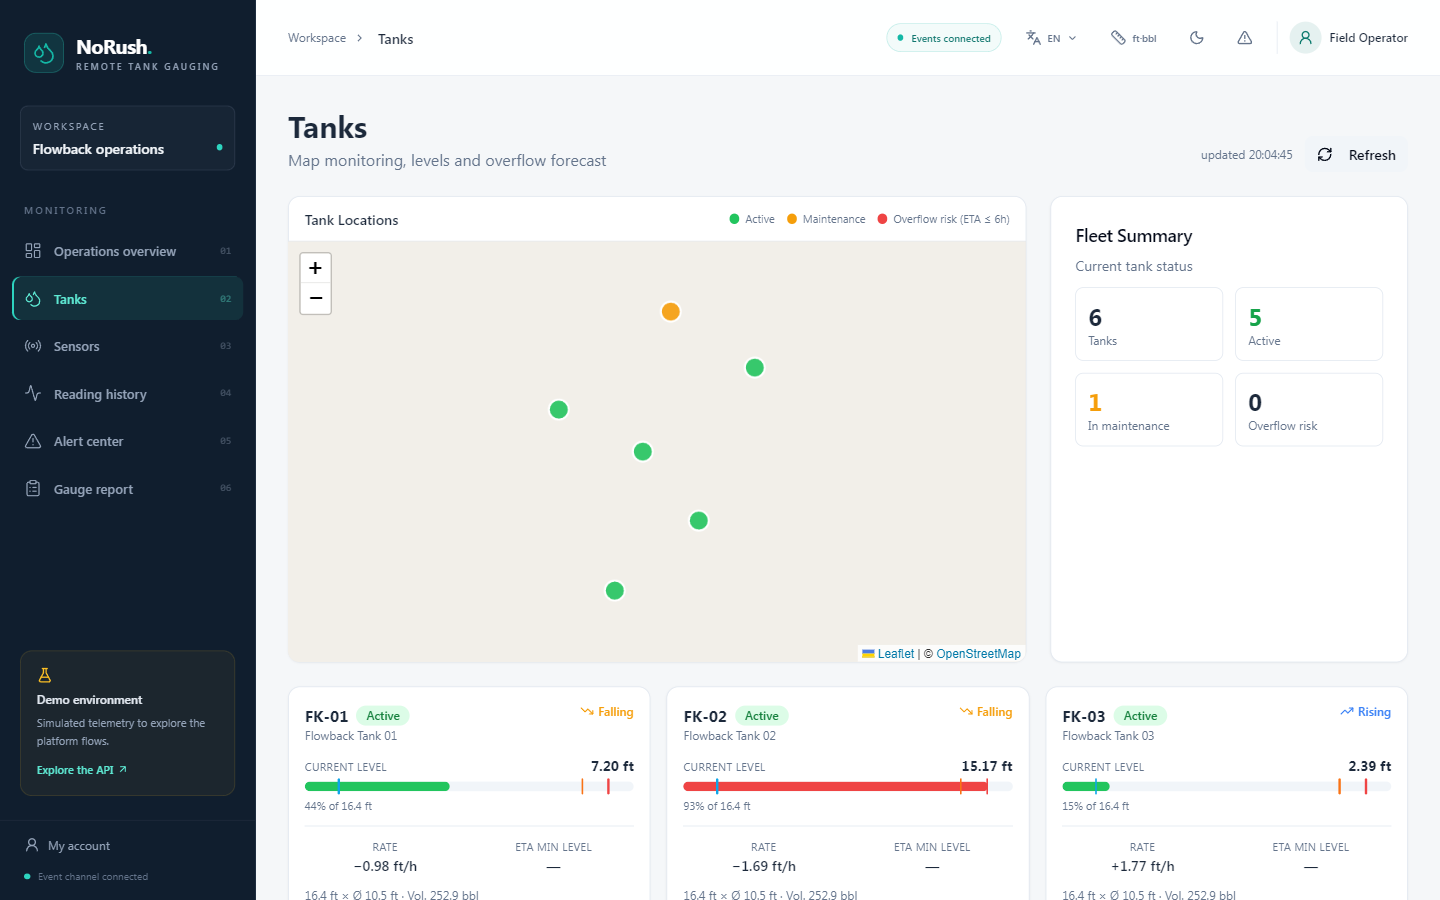 NoRush.
REMOTE TANK GAUGING
WORKSPACE
Flowback operations
MONITORING
Operations overview 01
Tanks 02
Sensors 03
Reading history 04
Alert center 05
Gauge report 06
Demo environment
Simulated telemetry to explore the
platform flows.
Explore the API
My account
Event channel connected
Workspace Tanks
Events connected
EN
ft·bbl
Field Operator
Tanks
Map monitoring, levels and overflow forecast
updated 20:04:45
Refresh
Tank Locations
Active
Maintenance
Overflow risk (ETA ≤ 6h)
+
−
Leaflet | © OpenStreetMap
Fleet Summary
Current tank status
6
Tanks
5
Active
1
In maintenance
0
Overflow risk
FK-01 Active Falling
Flowback Tank 01
CURRENT LEVEL 7.20 ft
44% of 16.4 ft
RATE ETA MIN LEVEL
−0.98 ft/h —
16.4 ft × Ø 10.5 ft · Vol. 252.9 bbl
FK-02 Active Falling
Flowback Tank 02
CURRENT LEVEL 15.17 ft
93% of 16.4 ft
RATE ETA MIN LEVEL
−1.69 ft/h —
16.4 ft × Ø 10.5 ft · Vol. 252.9 bbl
FK-03 Active Rising
Flowback Tank 03
CURRENT LEVEL 2.39 ft
15% of 16.4 ft
RATE ETA MIN LEVEL
+1.77 ft/h —
16.4 ft × Ø 10.5 ft · Vol. 252.9 bbl